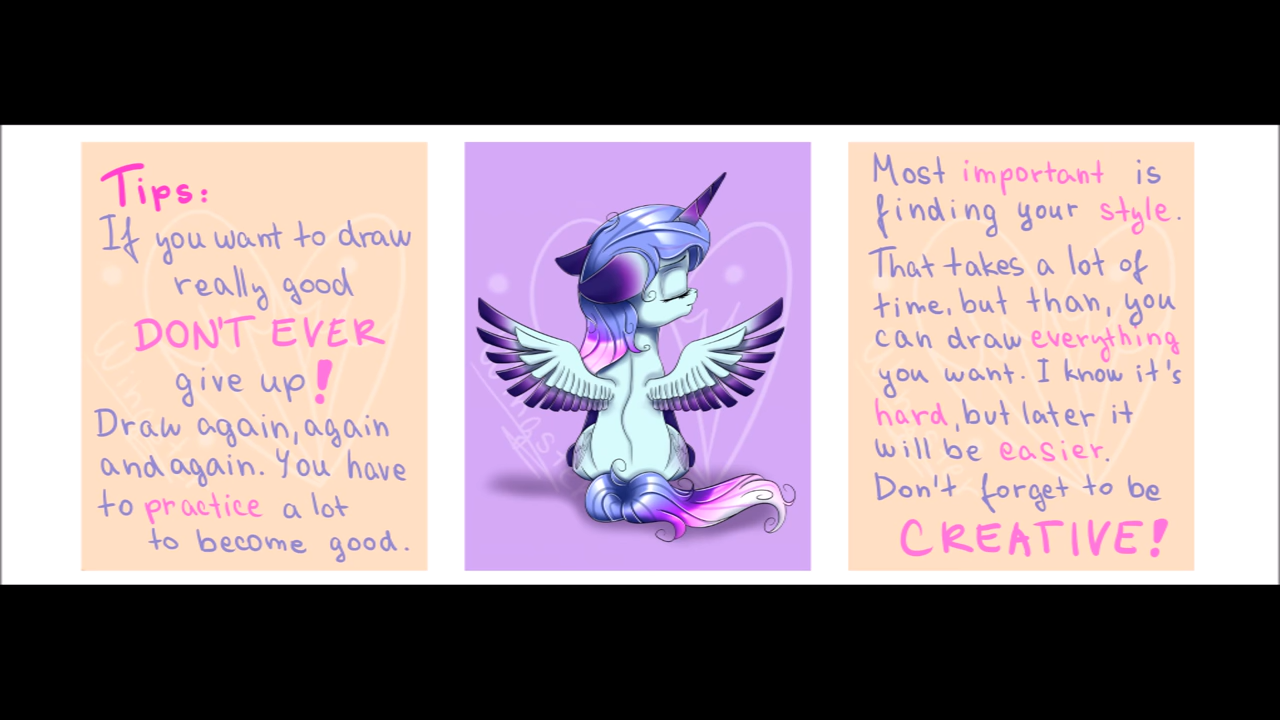 Tips:
If you want to draw
really good
DON'T EVER
give up!
Draw again, again
and again. You have
to practice a lot
to become good.
Most important is
finding your style.
That takes a lot of
time, but than, you
can draw everything
you want. I know it's
hard, but later it
will be easier.
Don't forget to be
CREATIVE!